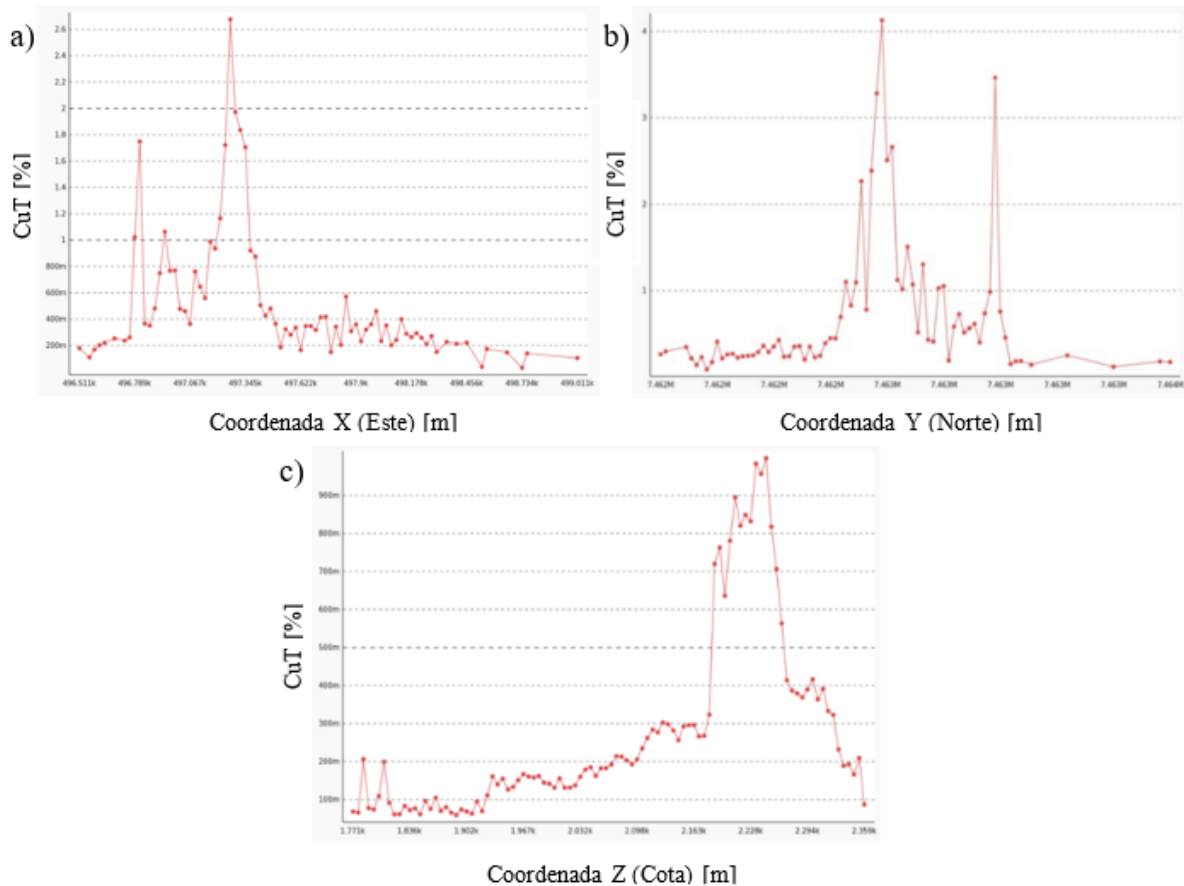 a)
CuT [%]
2.6
2.4
2.2
2
1.8
1.6
1.4
1.2
1
800m
600m
400m
200m
496.511k 496.789k 497.067k 497.345k 497.622k 497.9k 498.178k 498.456k 498.734k 499.011k
Coordenada X (Este) [m]
b)
CuT [%]
4
3
2
1
7.462M 7.462M 7.462M 7.462M 7.463M 7.463M 7.463M 7.463M 7.463M 7.464M
Coordenada Y (Norte) [m]
c)
CuT [%]
900m
800m
700m
600m
500m
400m
300m
200m
100m
1.771k 1.836k 1.902k 1.967k 2.032k 2.098k 2.163k 2.228k 2.294k 2.359k
Coordenada Z (Cota) [m]